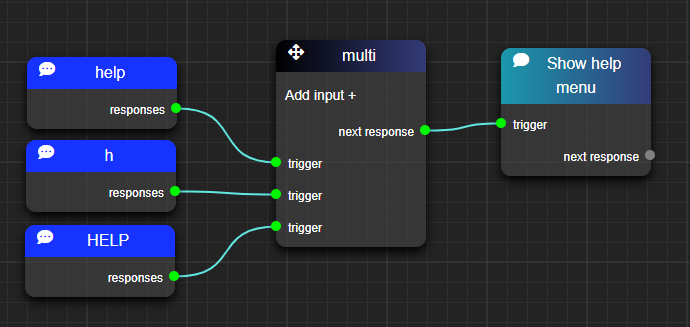 help
responses
h
responses
HELP
responses
multi
Add input +
next response
trigger
trigger
trigger
Show help
menu
trigger
next response